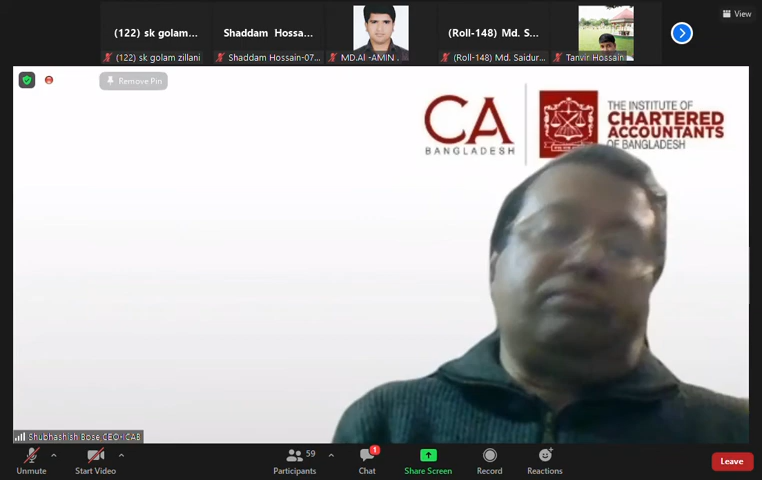 View
(122) sk golam...
Shaddam Hossa...
(Roll-148) Md. S...
(122) sk golam zillani
Shaddam Hossain-07...
MD.Al -AMIN .
(Roll-148) Md. Saidur...
Tanvir Hossain
Remove Pin
CA
BANGLADESH
THE INSTITUTE OF
CHARTERED
ACCOUNTANTS
OF BANGLADESH
Shubhashish Bose CEO-ICAB
Unmute
Start Video
59
Participants
1
Chat
Share Screen
Record
Reactions
Leave